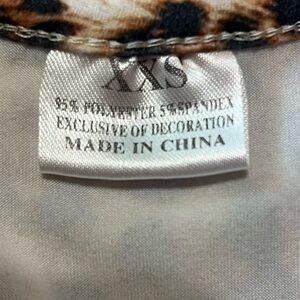 XXS
95% POLYESTER 5% SPANDEX
EXCLUSIVE OF DECORATION
MADE IN CHINA